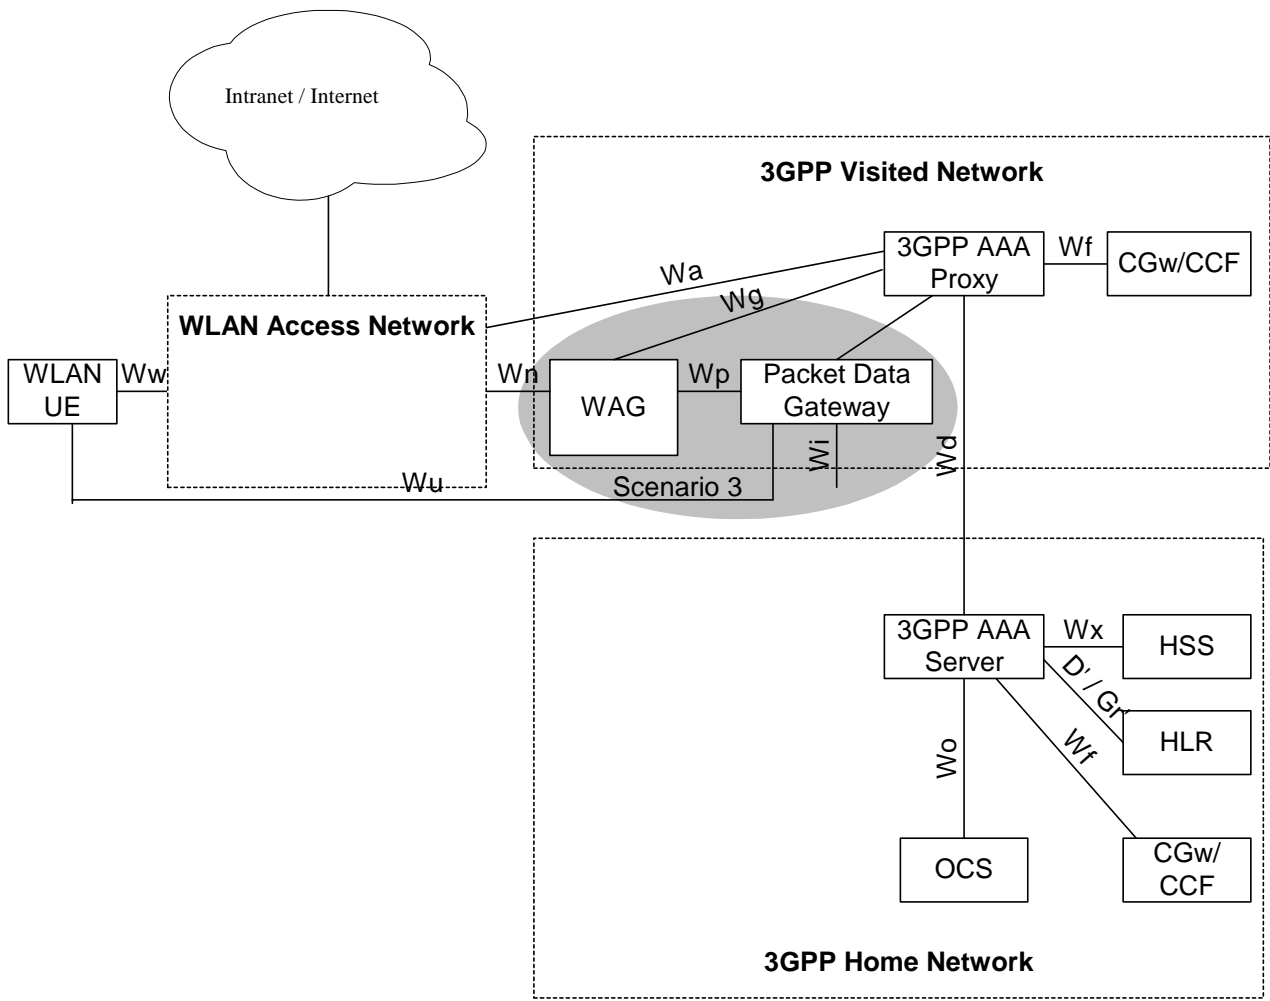 Intranet / Internet
3GPP Visited Network
3GPP AAA
Proxy
Wf
CGw/CCF
Wa
Wg
WLAN Access Network
WLAN
UE
Ww
Wn
WAG
Wp
Packet Data
Gateway
Wi
Wd
Wu
Scenario 3
3GPP AAA
Server
Wx
HSS
D' / Gr'
HLR
Wo
Wf
OCS
CGw/
CCF
3GPP Home Network